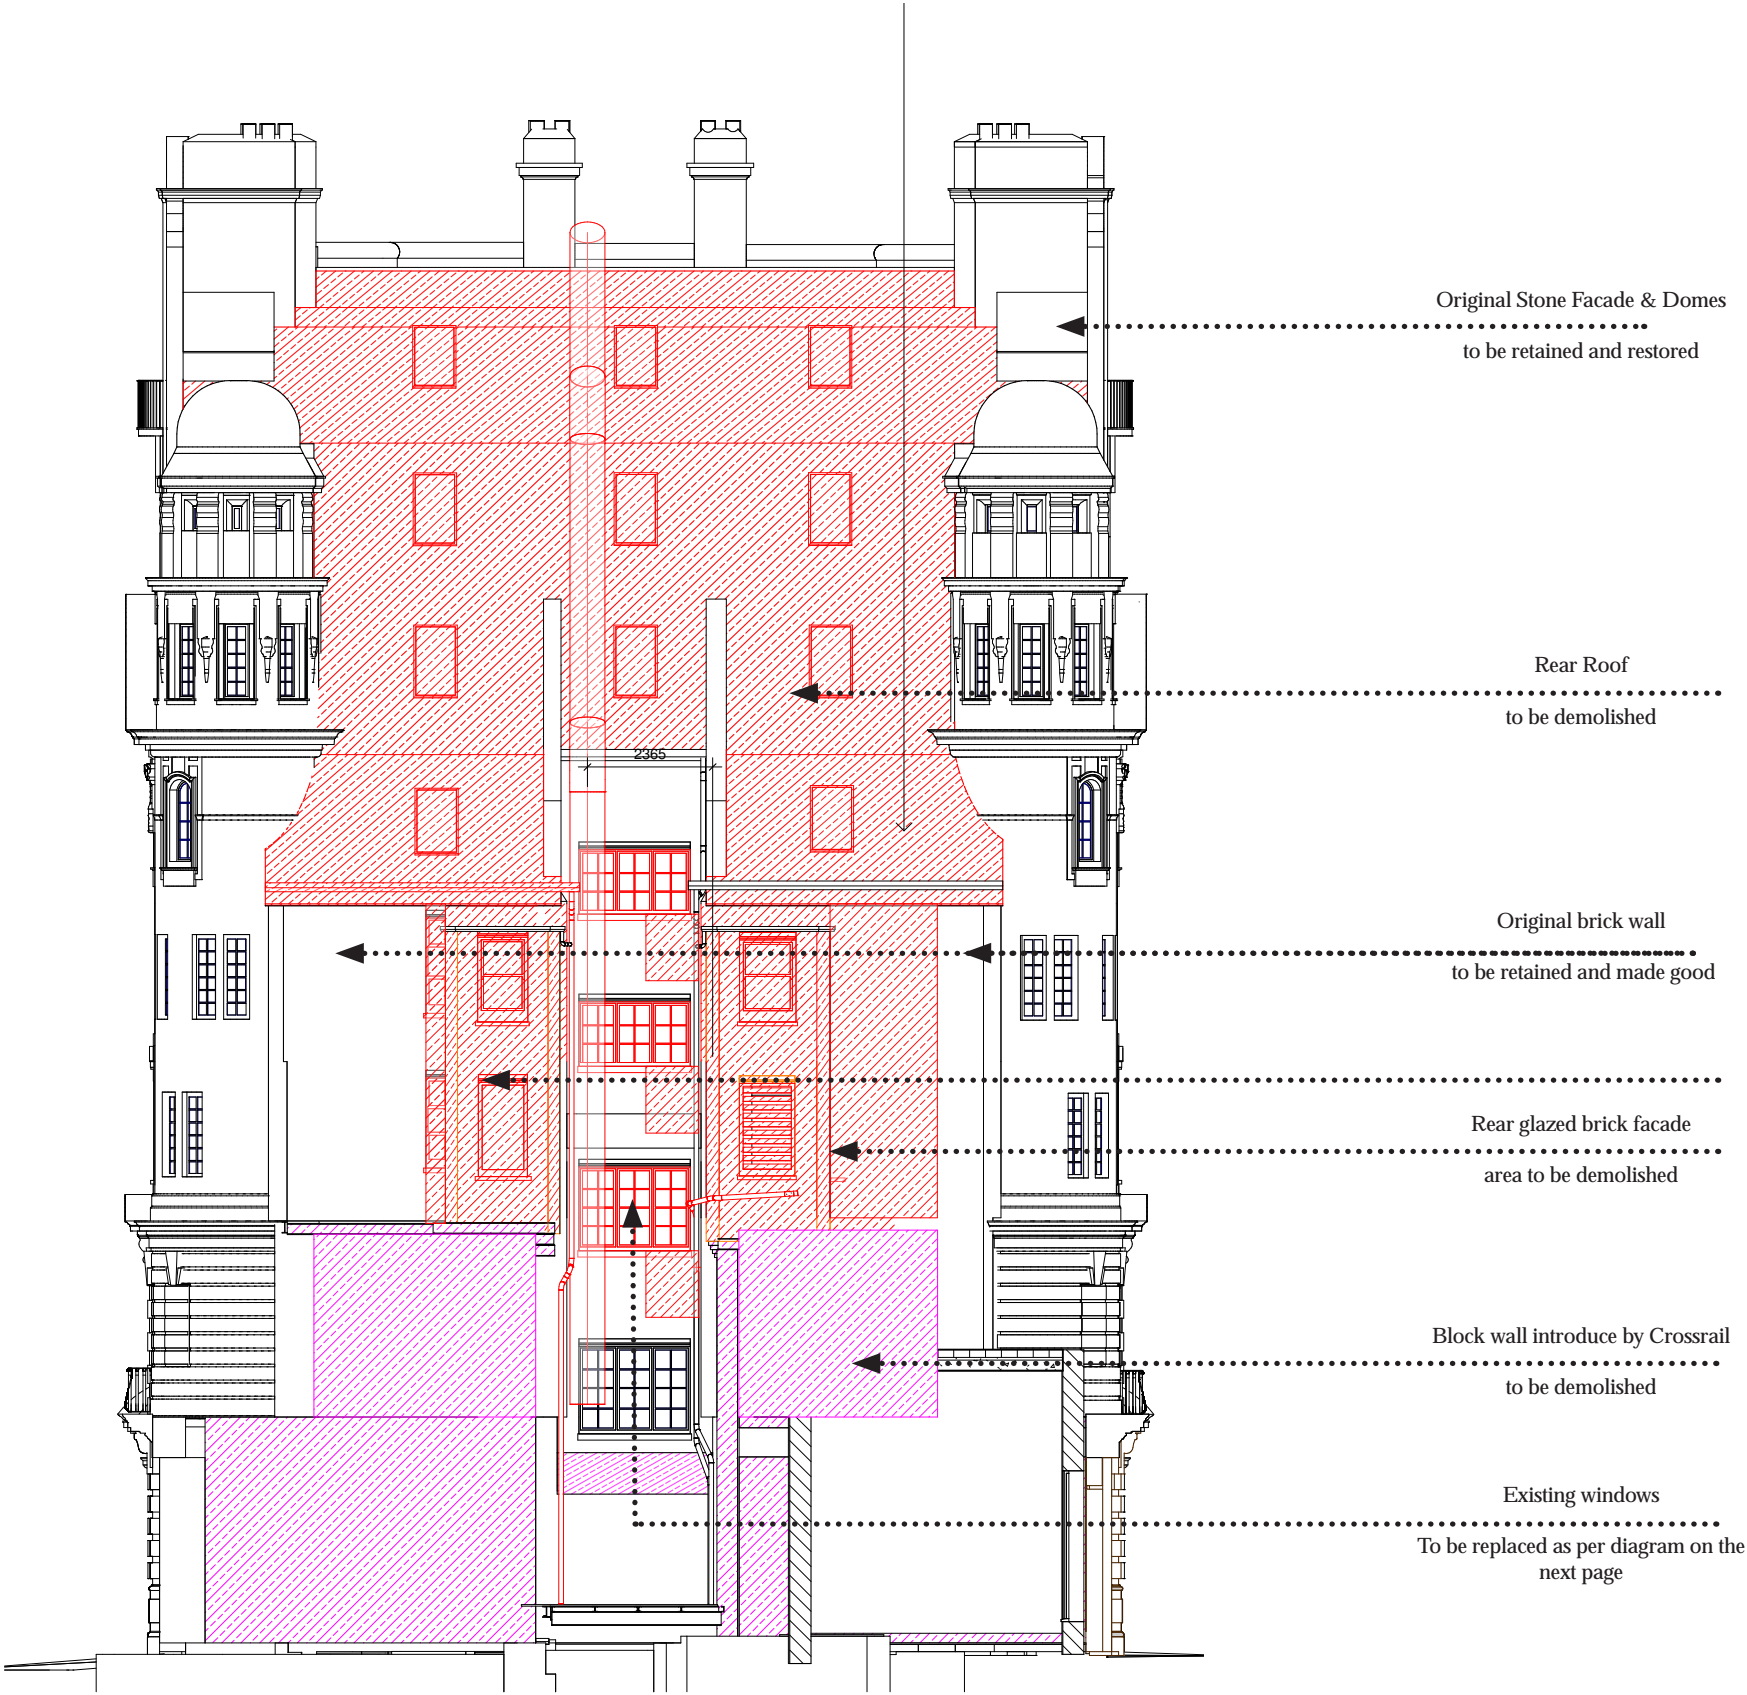 Original Stone Facade & Domes
to be retained and restored
Rear Roof
to be demolished
2365
Original brick wall
to be retained and made good
Rear glazed brick facade
area to be demolished
Block wall introduce by Crossrail
to be demolished
Existing windows
To be replaced as per diagram on the
next page